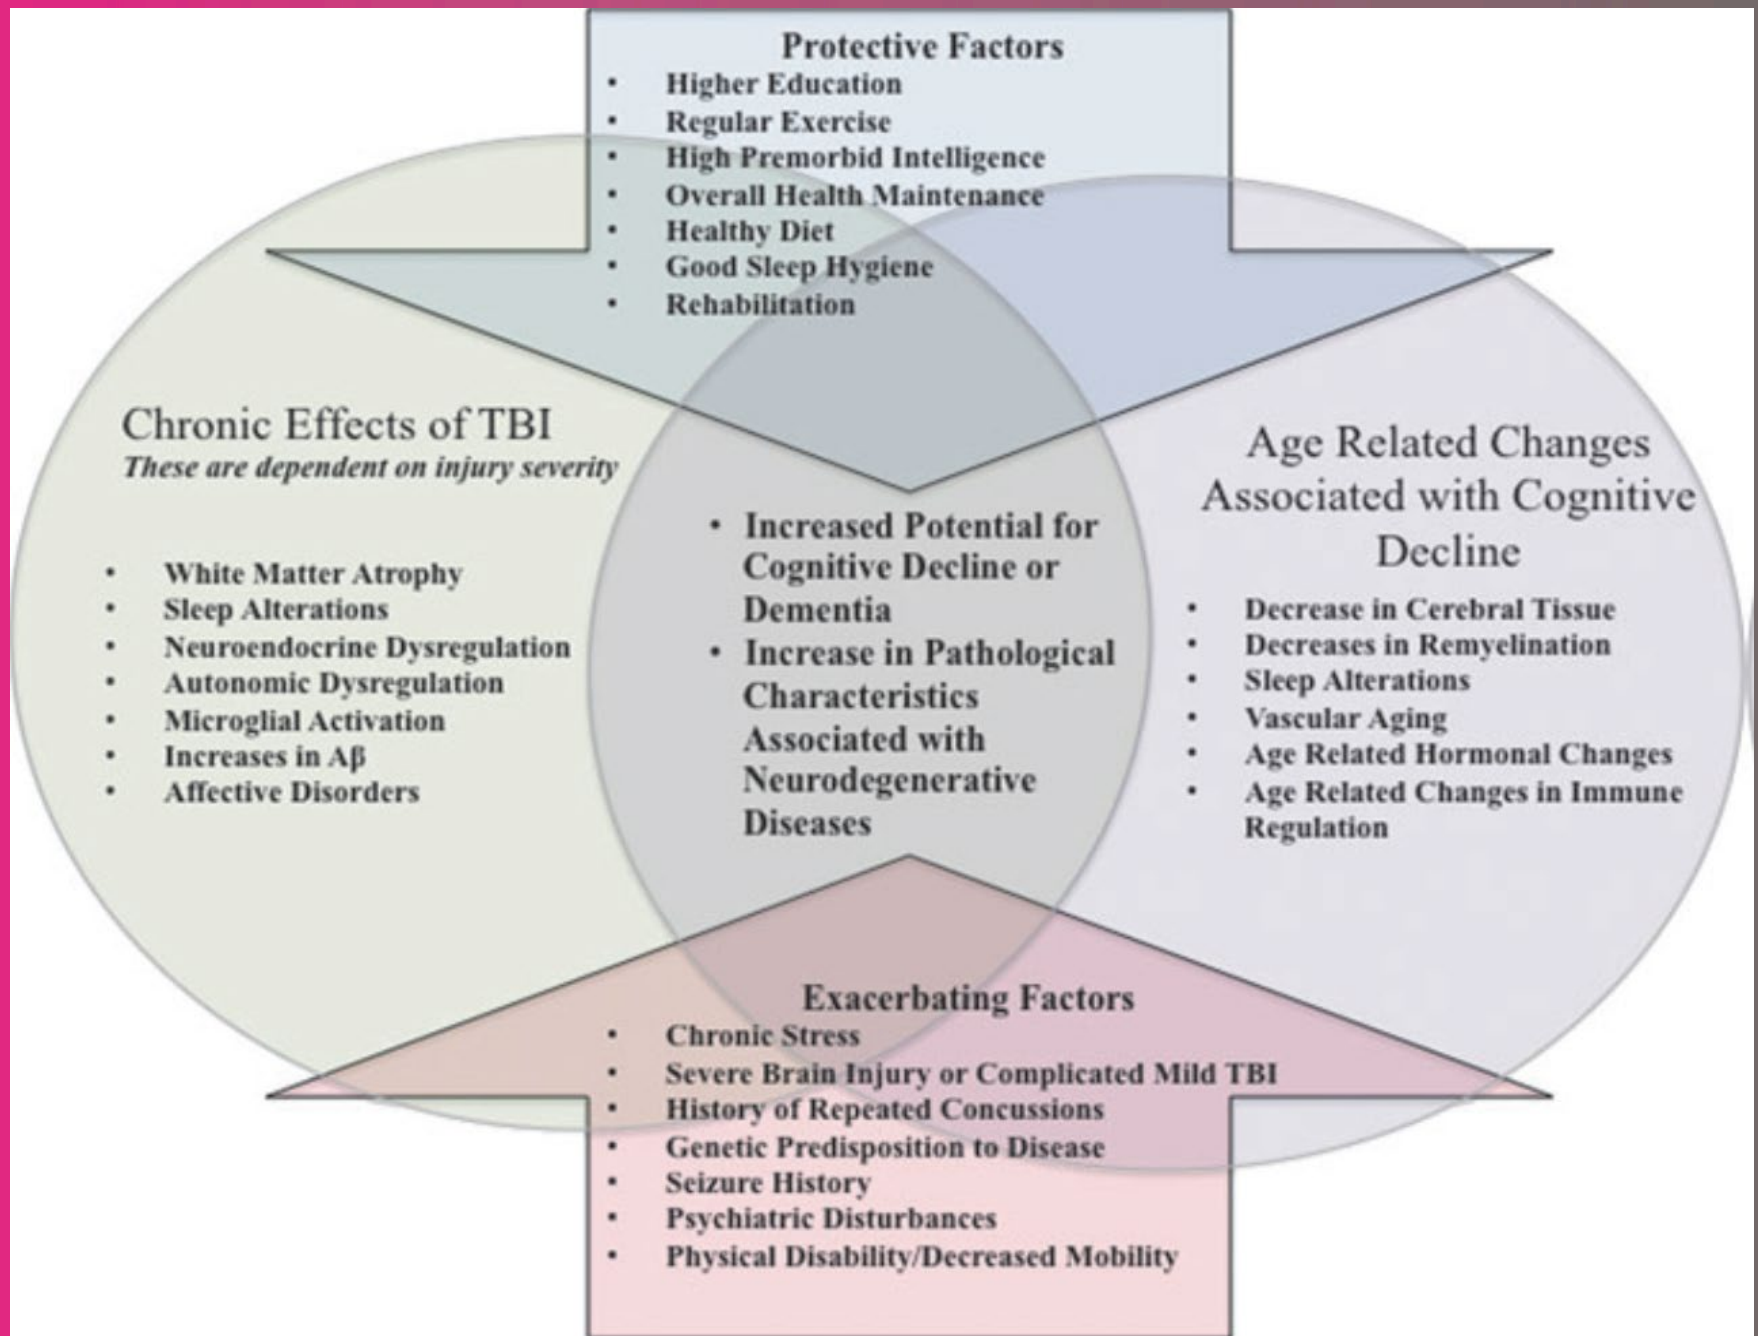 Protective Factors
• Higher Education
• Regular Exercise
• High Premorbid Intelligence
• Overall Health Maintenance
• Healthy Diet
• Good Sleep Hygiene
• Rehabilitation
Chronic Effects of TBI
These are dependent on injury severity
• White Matter Atrophy
• Sleep Alterations
• Neuroendocrine Dysregulation
• Autonomic Dysregulation
• Microglial Activation
• Increases in Aβ
• Affective Disorders
• Increased Potential for
Cognitive Decline or
Dementia
• Increase in Pathological
Characteristics
Associated with
Neurodegenerative
Diseases
Age Related Changes
Associated with Cognitive
Decline
• Decrease in Cerebral Tissue
• Decreases in Remyelination
• Sleep Alterations
• Vascular Aging
• Age Related Hormonal Changes
• Age Related Changes in Immune
Regulation
Exacerbating Factors
• Chronic Stress
• Severe Brain Injury or Complicated Mild TBI
• History of Repeated Concussions
• Genetic Predisposition to Disease
• Seizure History
• Psychiatric Disturbances
• Physical Disability/Decreased Mobility